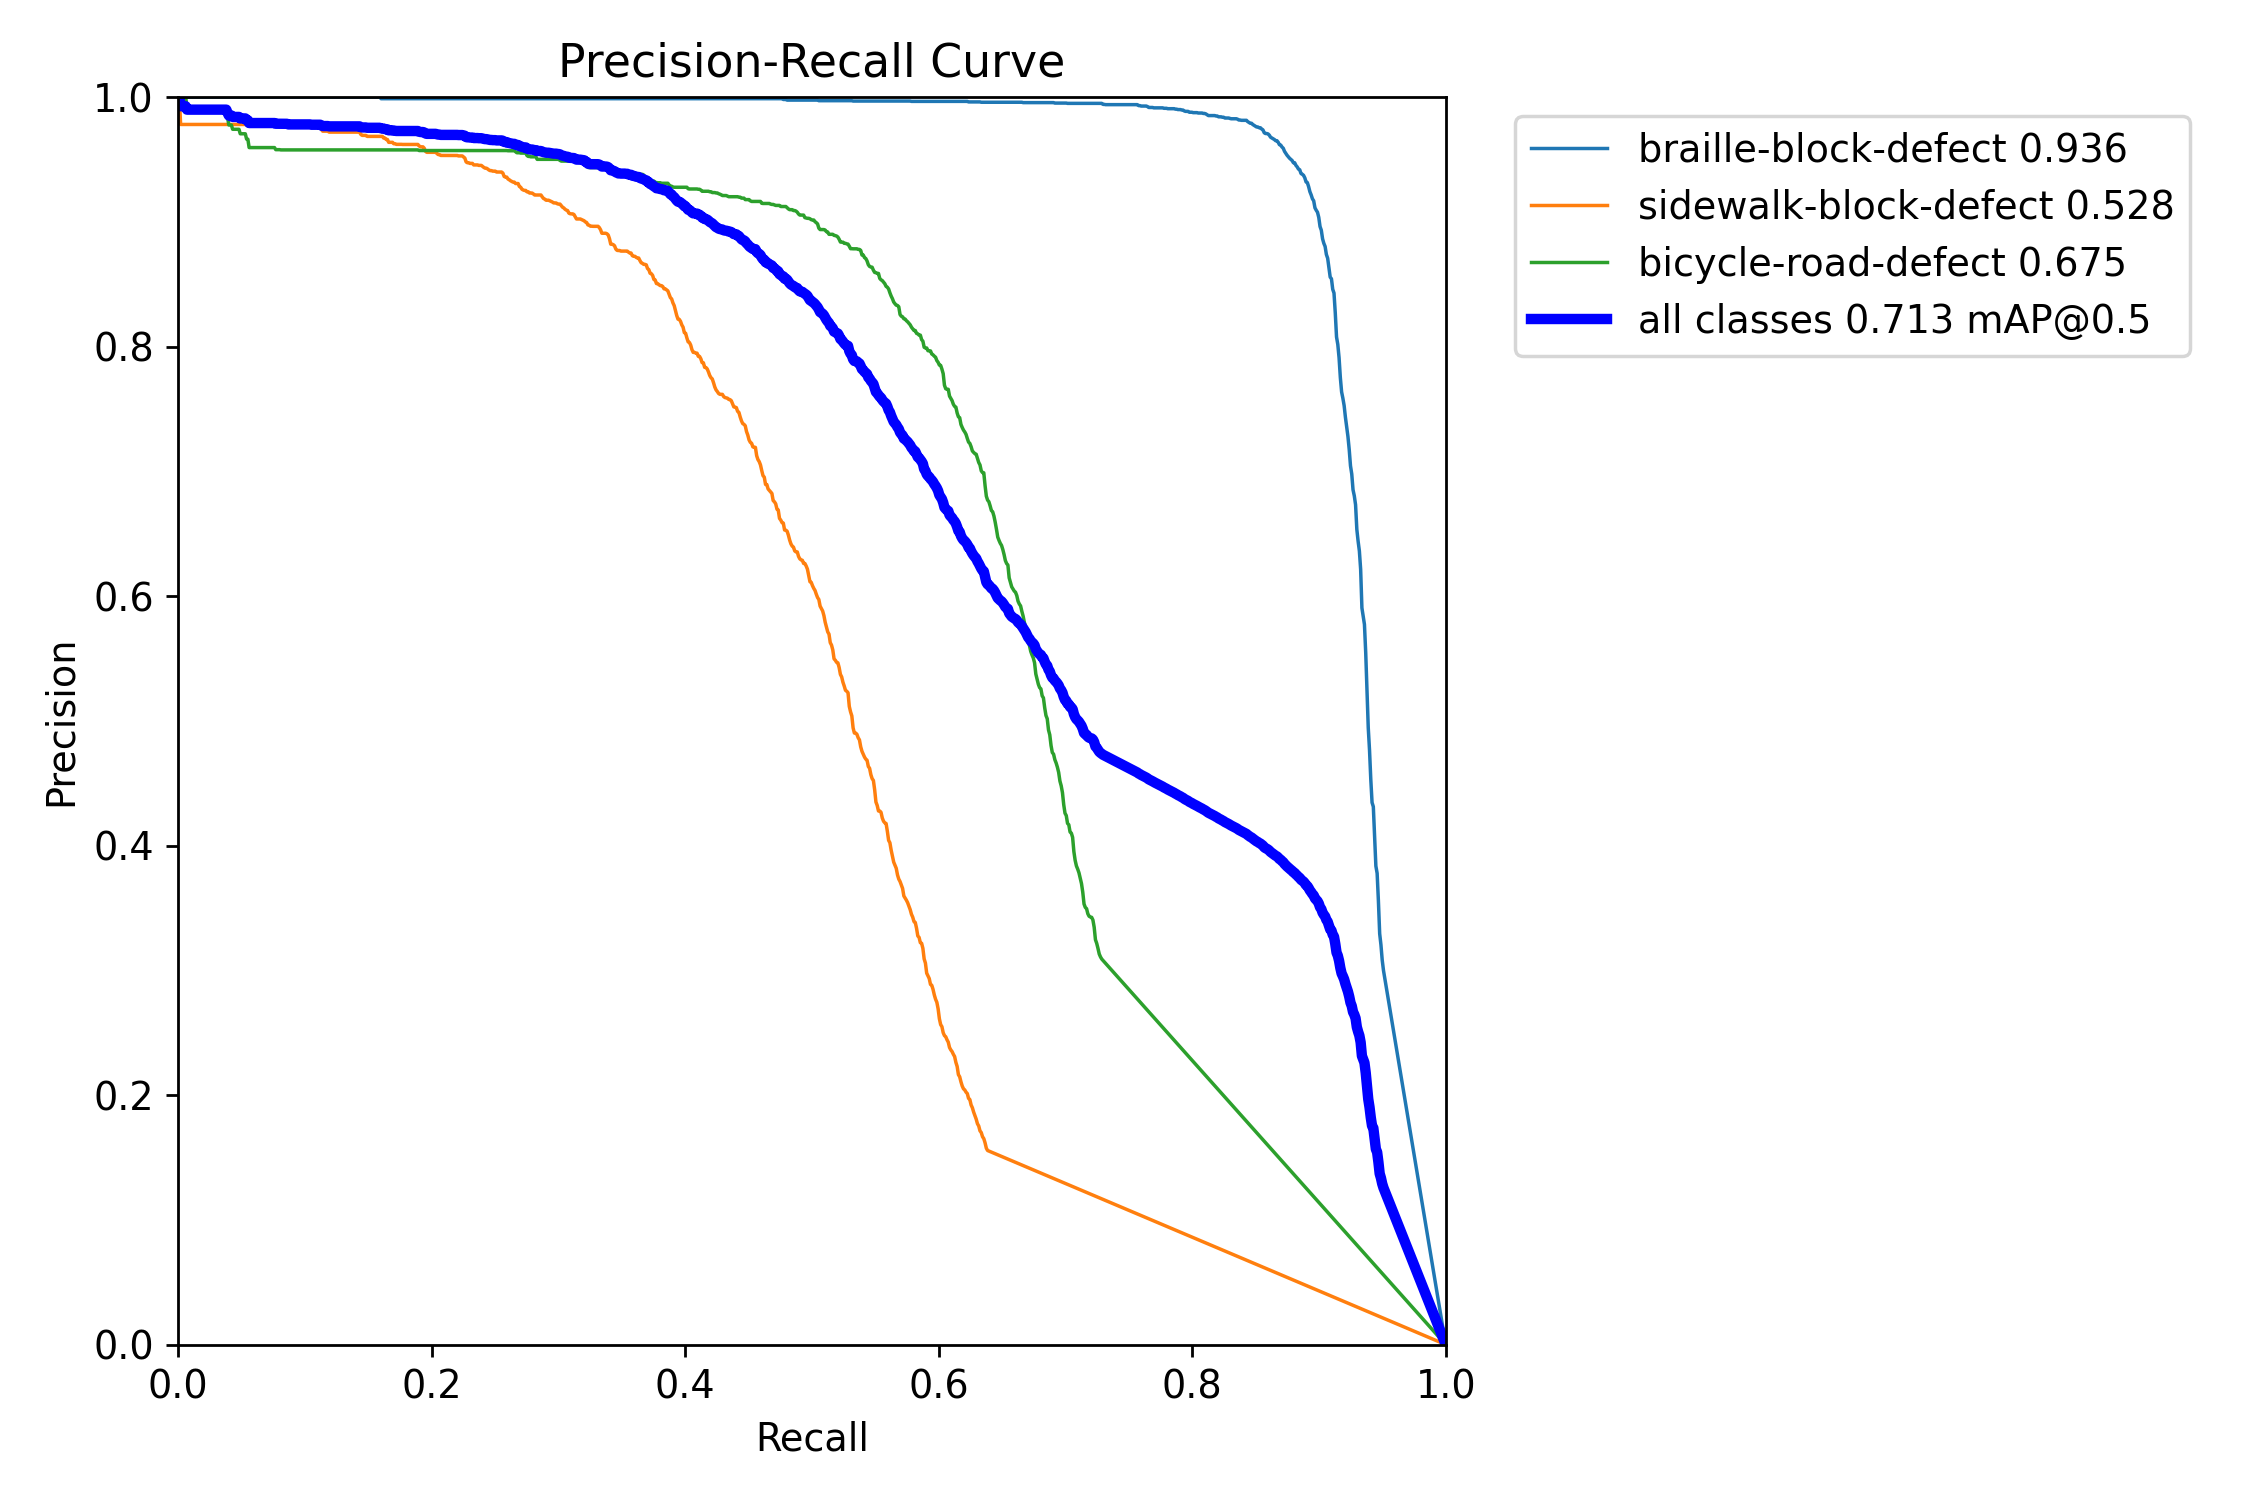 Precision-Recall Curve
1.0
0.8
0.6
0.4
0.2
0.0
Precision
0.0 0.2 0.4 0.6 0.8 1.0
Recall
braille-block-defect 0.936
sidewalk-block-defect 0.528
bicycle-road-defect 0.675
all classes 0.713 mAP@0.5